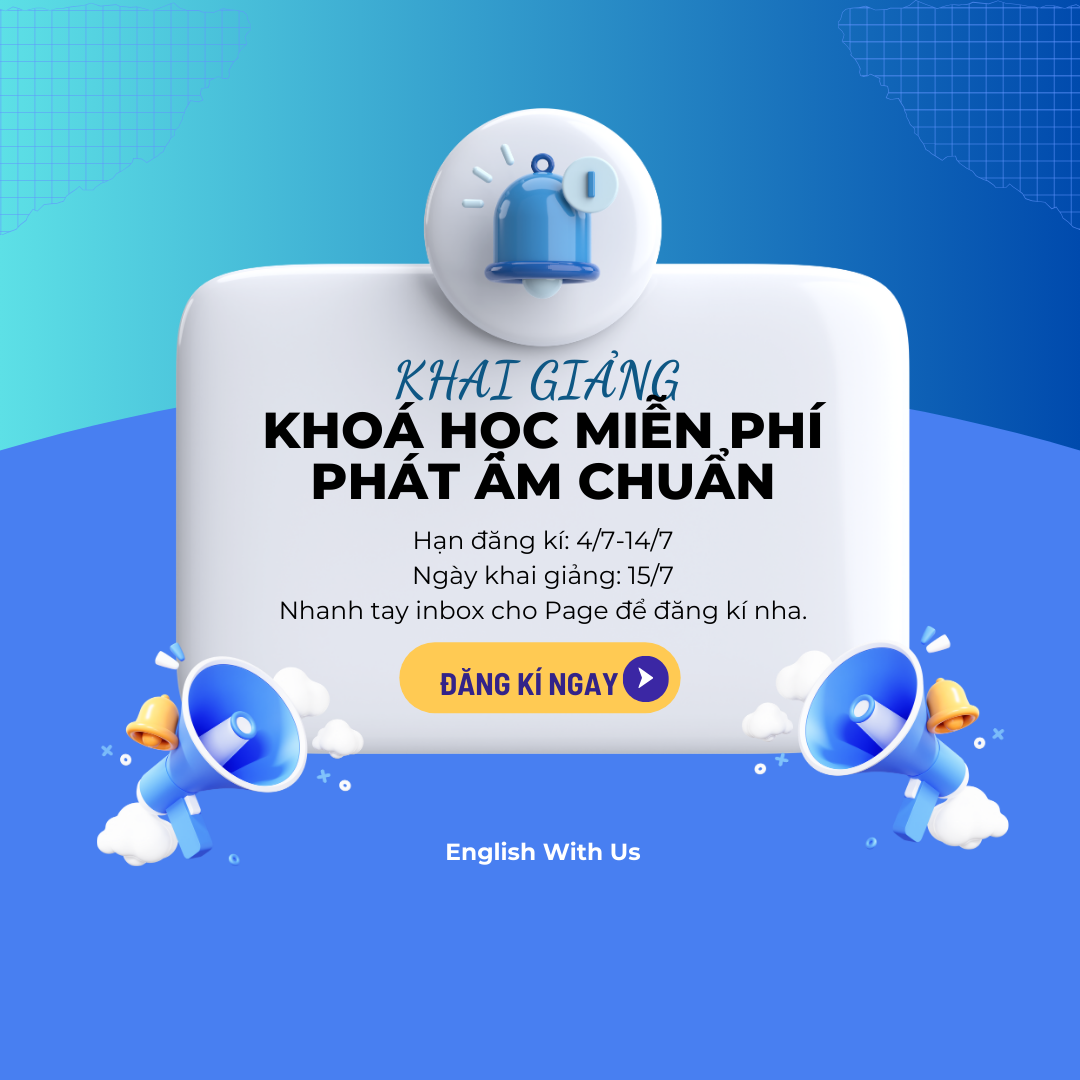 KHAI GIẢNG
KHOÁ HỌC MIỄN PHÍ
PHÁT ÂM CHUẨN
Hạn đăng kí: 4/7-14/7
Ngày khai giảng: 15/7
Nhanh tay inbox cho Page để đăng kí nha.
ĐĂNG KÍ NGAY
English With Us